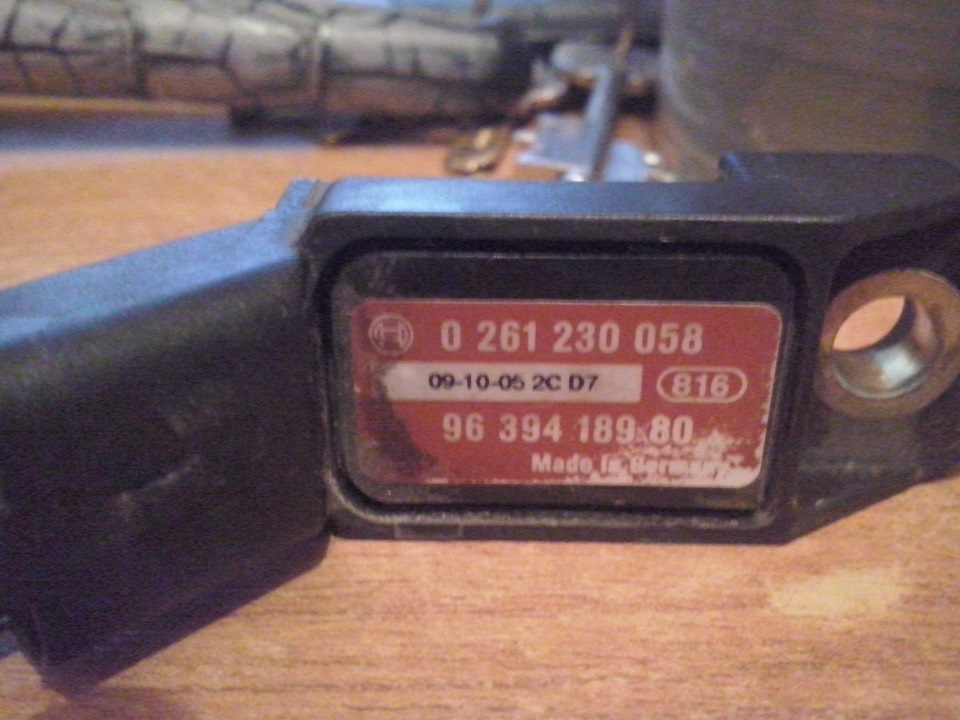 0 261 230 058
09-10-05 2C D7 816
96 394 189 80
Made in Germany